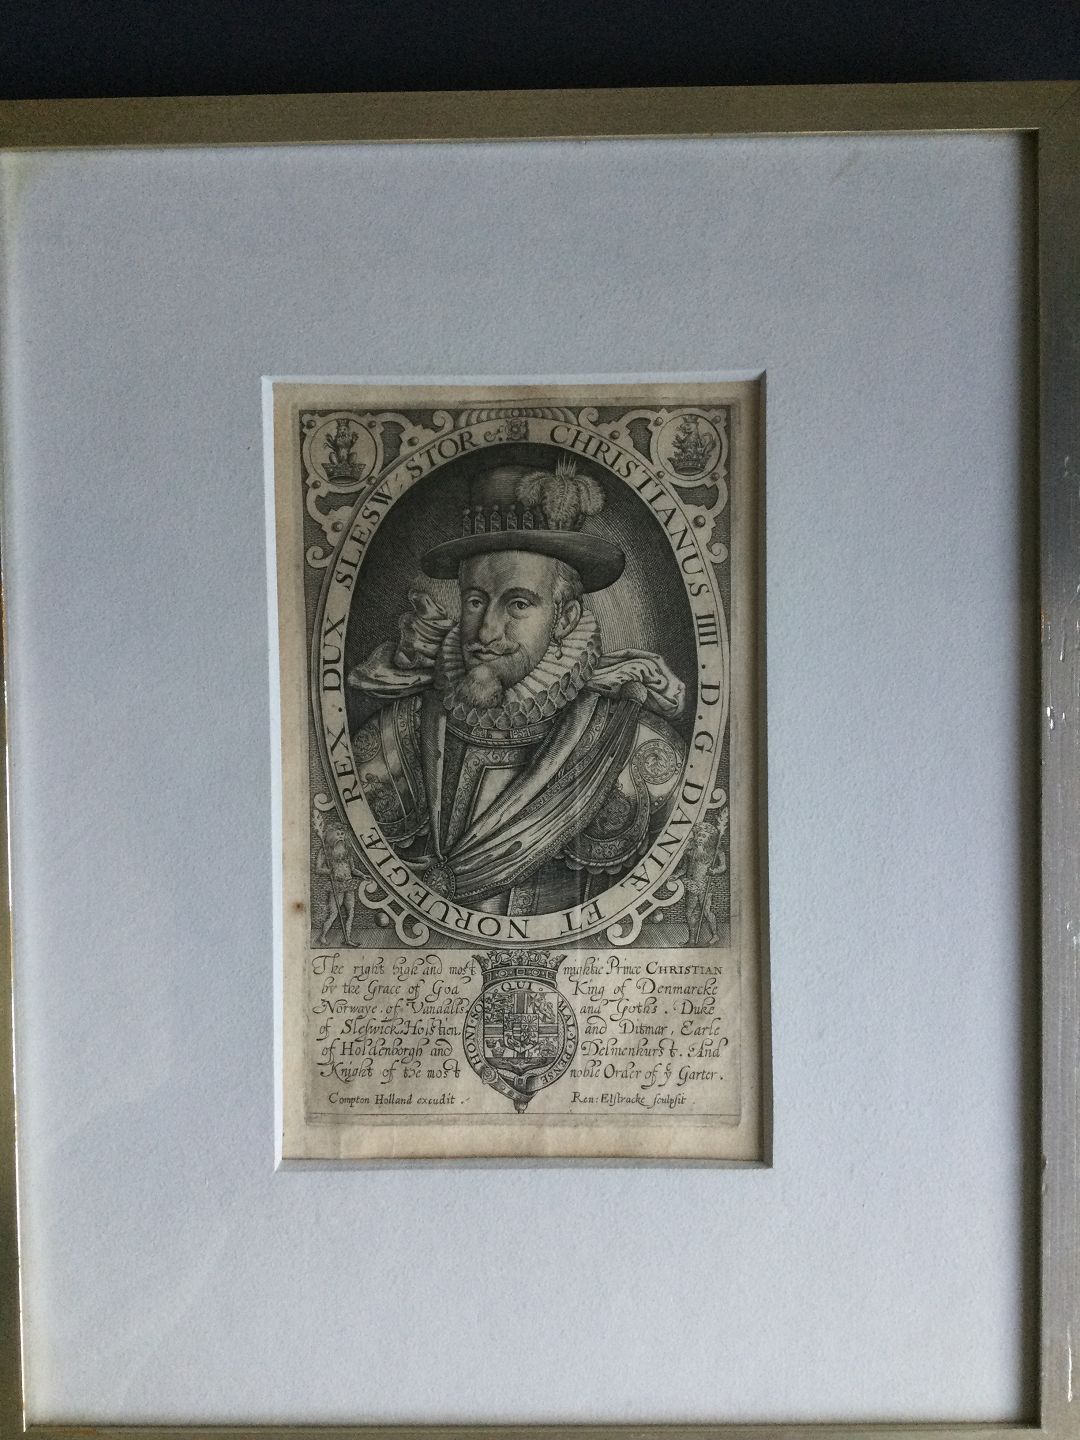 CHRISTIANUS IIII . D . G . DANIÆ ET NORUEGIÆ REX . DUX SLESW: STOR &c
The right high and most mightie Prince CHRISTIAN
by the Grace of God King of Denmarcke
Norwaye . of Vandalls . and Goths . Duke
of Sleswick . Holstien . and Ditmar . Earle
of Holdenborgh and Delmenhurst . And
Knight of the most noble Order of yͤ Garter .
HONI SO QUI MAL Y PENSE
Compton Holland excudit . Ren: Elstracke sculpsit .